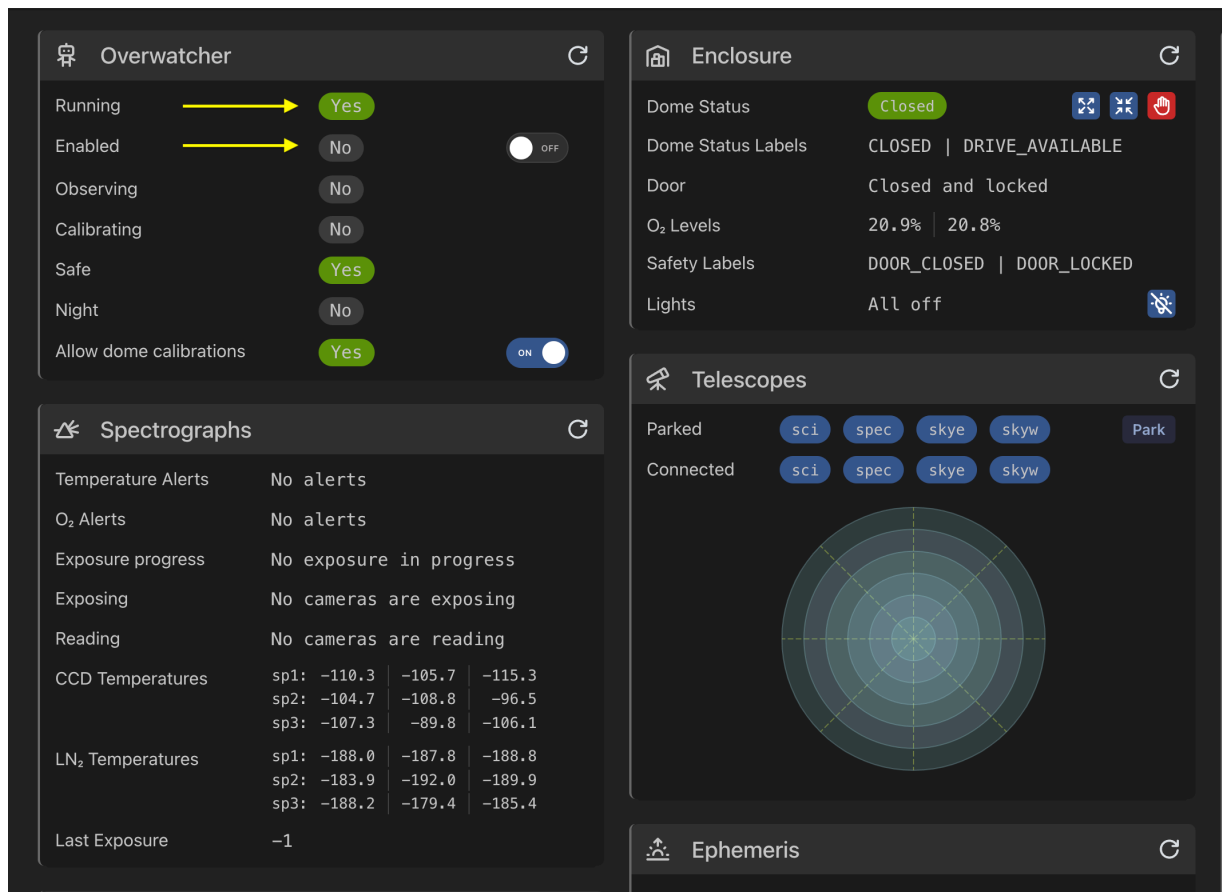 Overwatcher
Running Yes
Enabled No OFF
Observing No
Calibrating No
Safe Yes
Night No
Allow dome calibrations Yes ON
Spectrographs
Temperature Alerts No alerts
O₂ Alerts No alerts
Exposure progress No exposure in progress
Exposing No cameras are exposing
Reading No cameras are reading
CCD Temperatures sp1: −110.3 −105.7 −115.3
sp2: −104.7 −108.8 −96.5
sp3: −107.3 −89.8 −106.1
LN₂ Temperatures sp1: −188.0 −187.8 −188.8
sp2: −183.9 −192.0 −189.9
sp3: −188.2 −179.4 −185.4
Last Exposure −1
Enclosure
Dome Status Closed
Dome Status Labels CLOSED | DRIVE_AVAILABLE
Door Closed and locked
O₂ Levels 20.9% 20.8%
Safety Labels DOOR_CLOSED | DOOR_LOCKED
Lights All off
Telescopes
Parked sci spec skye skyw Park
Connected sci spec skye skyw
Ephemeris